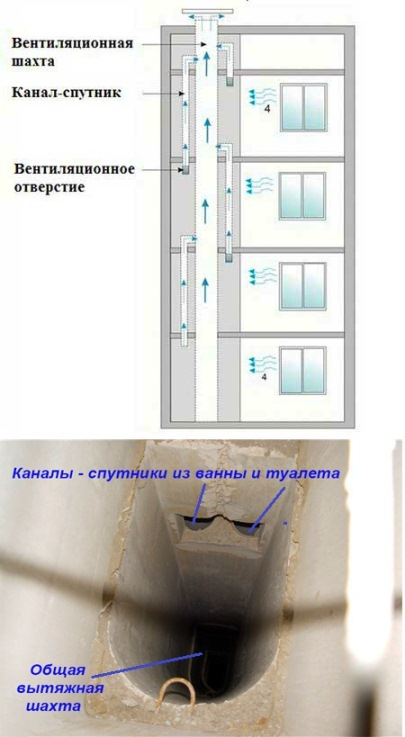 Вентиляционная
шахта
Канал-спутник
Вентиляционное
отверстие
4
4
Каналы - спутники из ванны и туалета
Общая
вытяжная
шахта